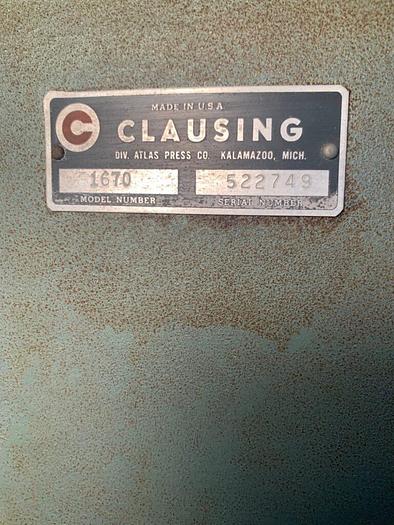 MADE IN U.S.A
C CLAUSING
DIV. ATLAS PRESS CO. KALAMAZOO, MICH.
1670 522749
MODEL NUMBER SERIAL NUMBER